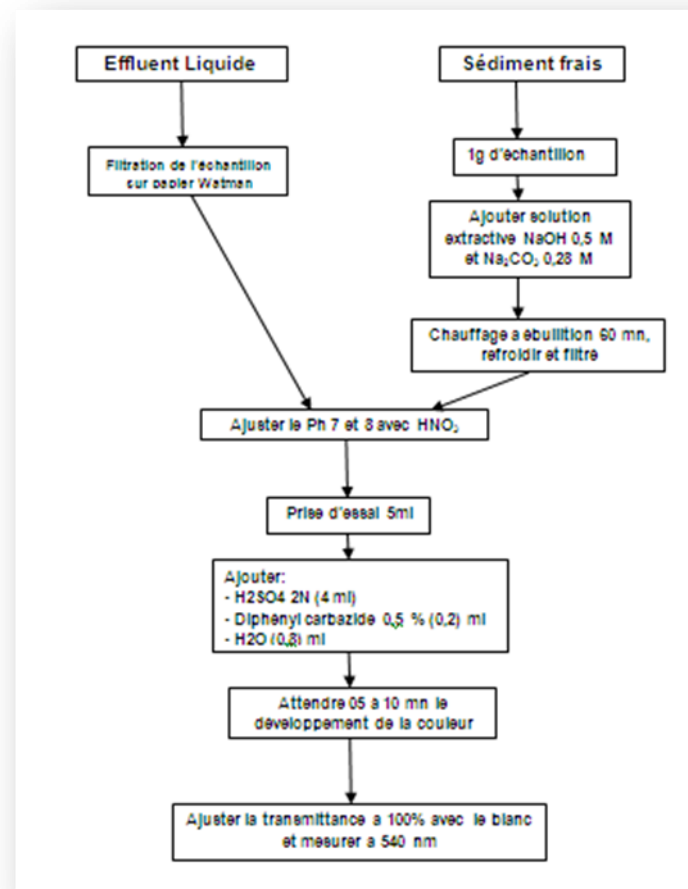 Effluent Liquide
Filtration de l'échantillon
sur papier Watman
Sédiment frais
1g d'échantillon
Ajouter solution
extractive NaOH 0,5 M
et Na₂CO₃ 0,28 M
Chauffage a ébullition 60 mn,
refroidir et filtre
Ajuster le Ph 7 et 8 avec HNO₃
Prise d'essai 5ml
Ajouter:
- H2SO4 2N (4 ml)
- Diphényl carbazide 0,5 % (0,2) ml
- H2O (0,8) ml
Attendre 05 a 10 mn le
développement de la couleur
Ajuster la transmittance a 100% avec le blanc
et mesurer a 540 nm